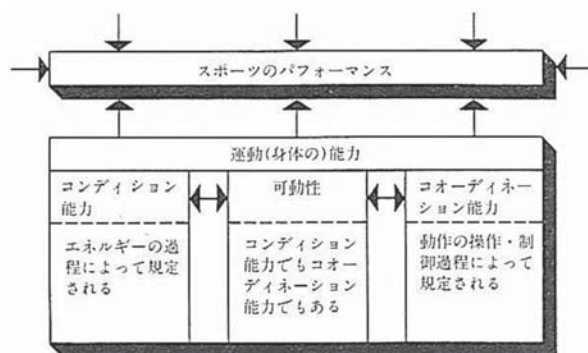 スポーツのパフォーマンス
運動(身体の)能力
コンディション
能力
エネルギーの過
程によって規定
される
可動性
コンディション
能力でもコオー
ディネーション
能力でもある
コオーディネー
ション能力
動作の操作・制
御過程によって
規定される